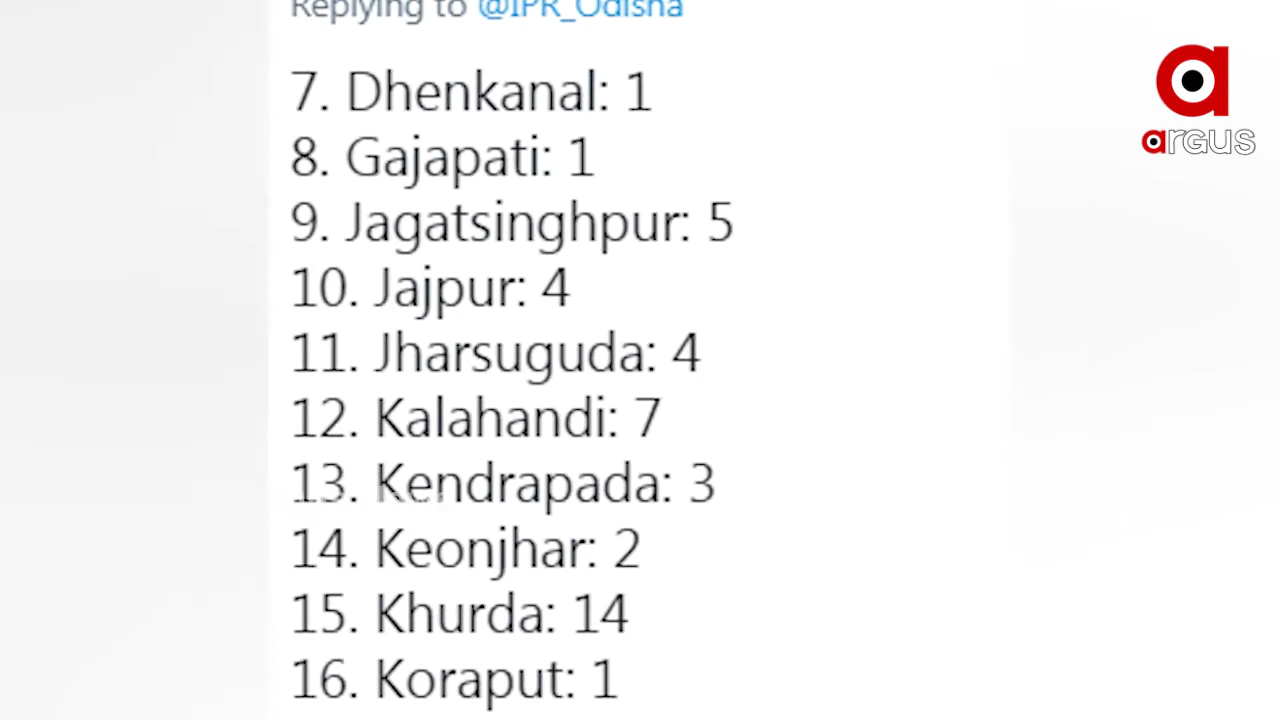 Replying to @IPR_Odisha
7. Dhenkanal: 1
8. Gajapati: 1
9. Jagatsinghpur: 5
10. Jajpur: 4
11. Jharsuguda: 4
12. Kalahandi: 7
13. Kendrapada: 3
14. Keonjhar: 2
15. Khurda: 14
16. Koraput: 1
argus